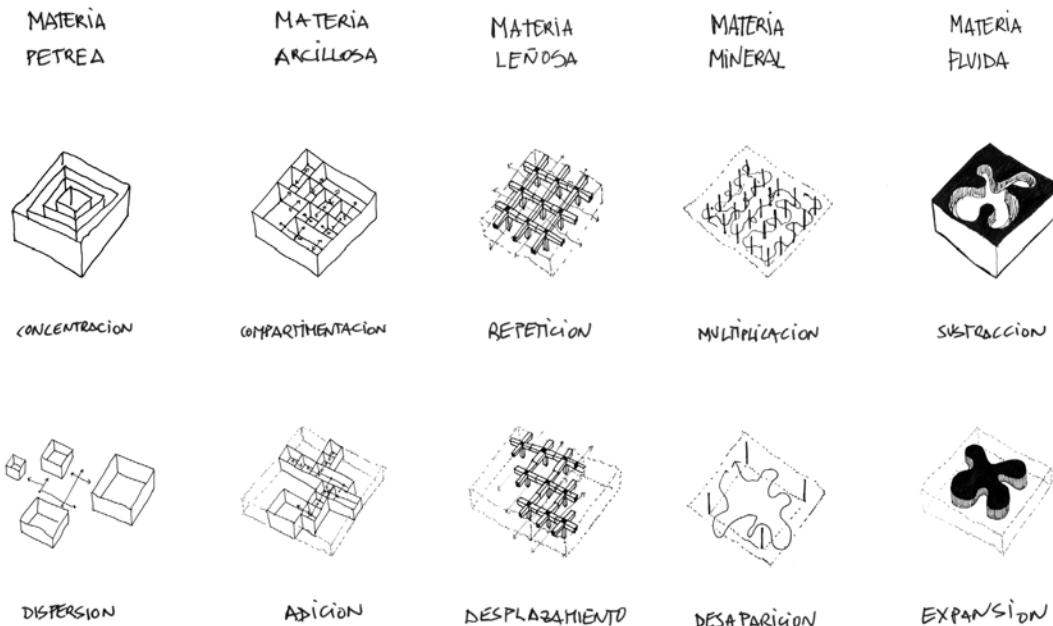 MATERIA
PETREA
MATERIA
ARCILLOSA
MATERIA
LEÑOSA
MATERIA
MINERAL
MATERIA
FLUIDA
CONCENTRACION
COMPARTIMENTACION
REPETICION
MULTIPLICACION
SUSTRACCION
DISPERSION
ADICION
DESPLAZAMIENTO
DESAPARICION
EXPANSION